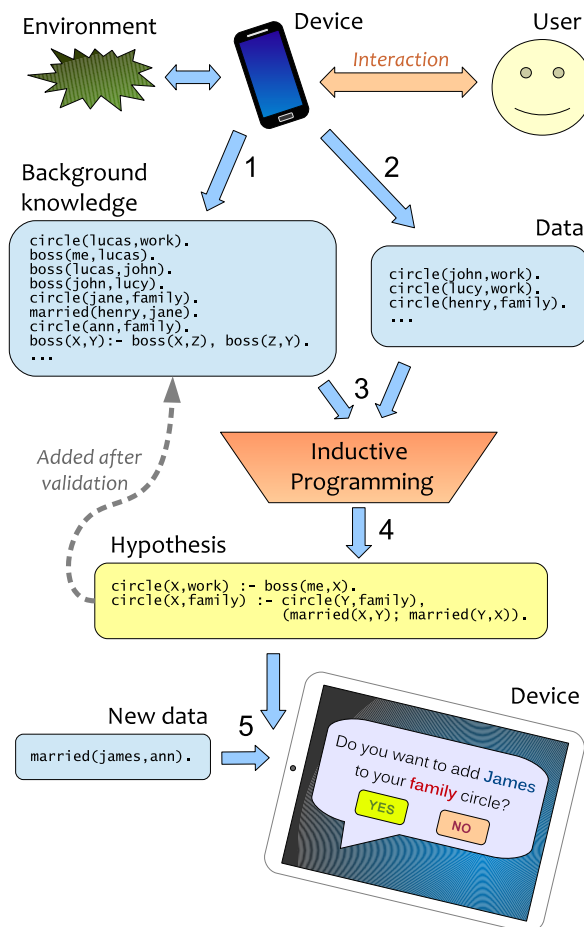 Environment
Device
User
Interaction
1
2
Background
knowledge
circle(lucas,work).
boss(me,lucas).
boss(lucas,john).
boss(john,lucy).
circle(jane,family).
married(henry,jane).
circle(ann,family).
boss(X,Y):- boss(X,Z), boss(Z,Y).
...
Data
circle(john,work).
circle(lucy,work).
circle(henry,family).
...
3
Added after
validation
Inductive
Programming
4
Hypothesis
circle(X,work) :- boss(me,X).
circle(X,family) :- circle(Y,family),
(married(X,Y); married(Y,X)).
New data
5
married(james,ann).
Device
Do you want to add James
to your family circle?
YES
NO